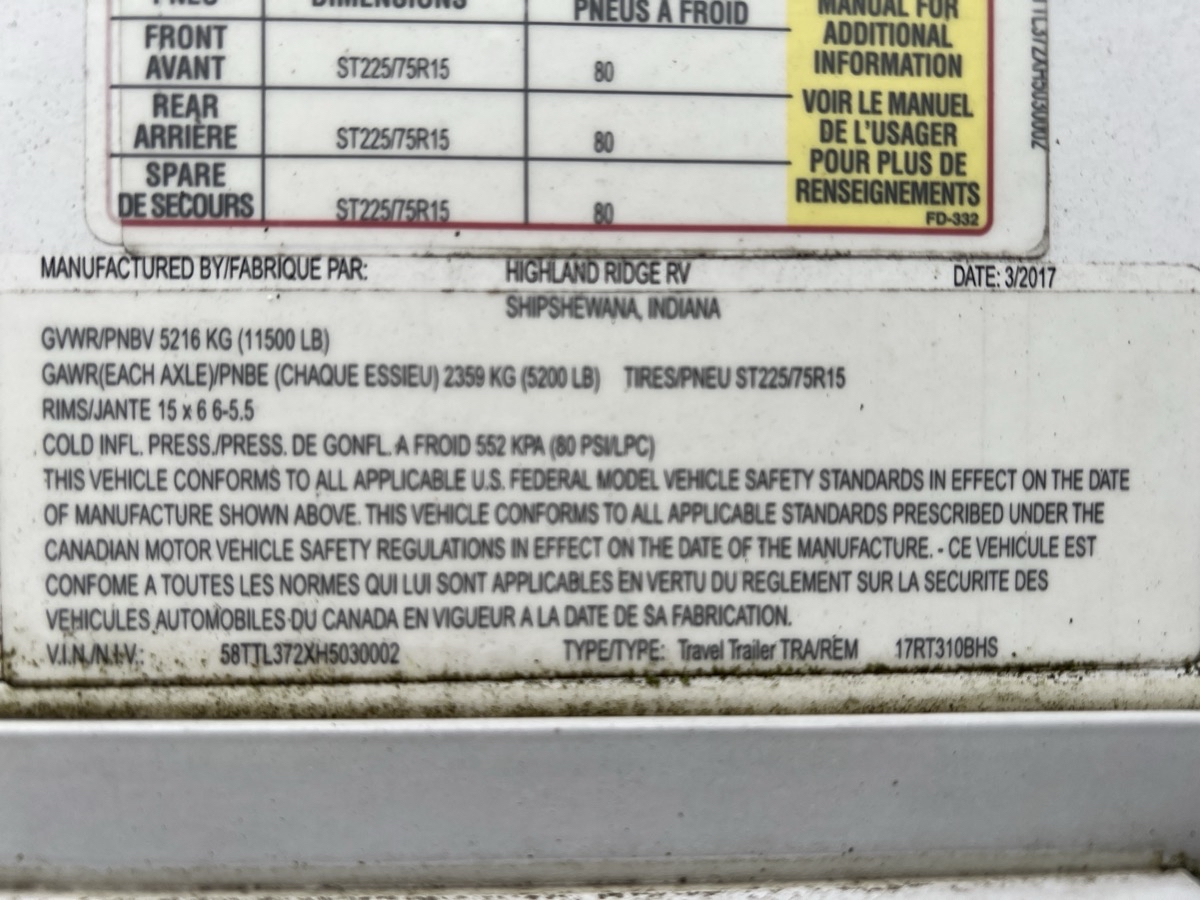 PNEU DIMENSIONS PNEUS À FROID MANUAL FOR
FRONT ADDITIONAL
AVANT ST225/75R15 80 INFORMATION
REAR VOIR LE MANUEL
ARRIÈRE ST225/75R15 80 DE L'USAGER
SPARE POUR PLUS DE
DE SECOURS ST225/75R15 80 RENSEIGNEMENTS
FD-332
MANUFACTURED BY/FABRIQUE PAR: HIGHLAND RIDGE RV DATE: 3/2017
SHIPSHEWANA, INDIANA
GVWR/PNBV 5216 KG (11500 LB)
GAWR(EACH AXLE)/PNBE (CHAQUE ESSIEU) 2359 KG (5200 LB) TIRES/PNEU ST225/75R15
RIMS/JANTE 15 x 6 6-5.5
COLD INFL. PRESS./PRESS. DE GONFL. A FROID 552 KPA (80 PSI/LPC)
THIS VEHICLE CONFORMS TO ALL APPLICABLE U.S. FEDERAL MODEL VEHICLE SAFETY STANDARDS IN EFFECT ON THE DATE
OF MANUFACTURE SHOWN ABOVE. THIS VEHICLE CONFORMS TO ALL APPLICABLE STANDARDS PRESCRIBED UNDER THE
CANADIAN MOTOR VEHICLE SAFETY REGULATIONS IN EFFECT ON THE DATE OF THE MANUFACTURE. - CE VEHICULE EST
CONFOME A TOUTES LES NORMES QUI LUI SONT APPLICABLES EN VERTU DU REGLEMENT SUR LA SECURITE DES
VEHICULES AUTOMOBILES DU CANADA EN VIGUEUR A LA DATE DE SA FABRICATION.
V.I.N./N.I.V.: 58TTL372XH5030002 TYPE/TYPE: Travel Trailer TRA/REM 17RT310BHS